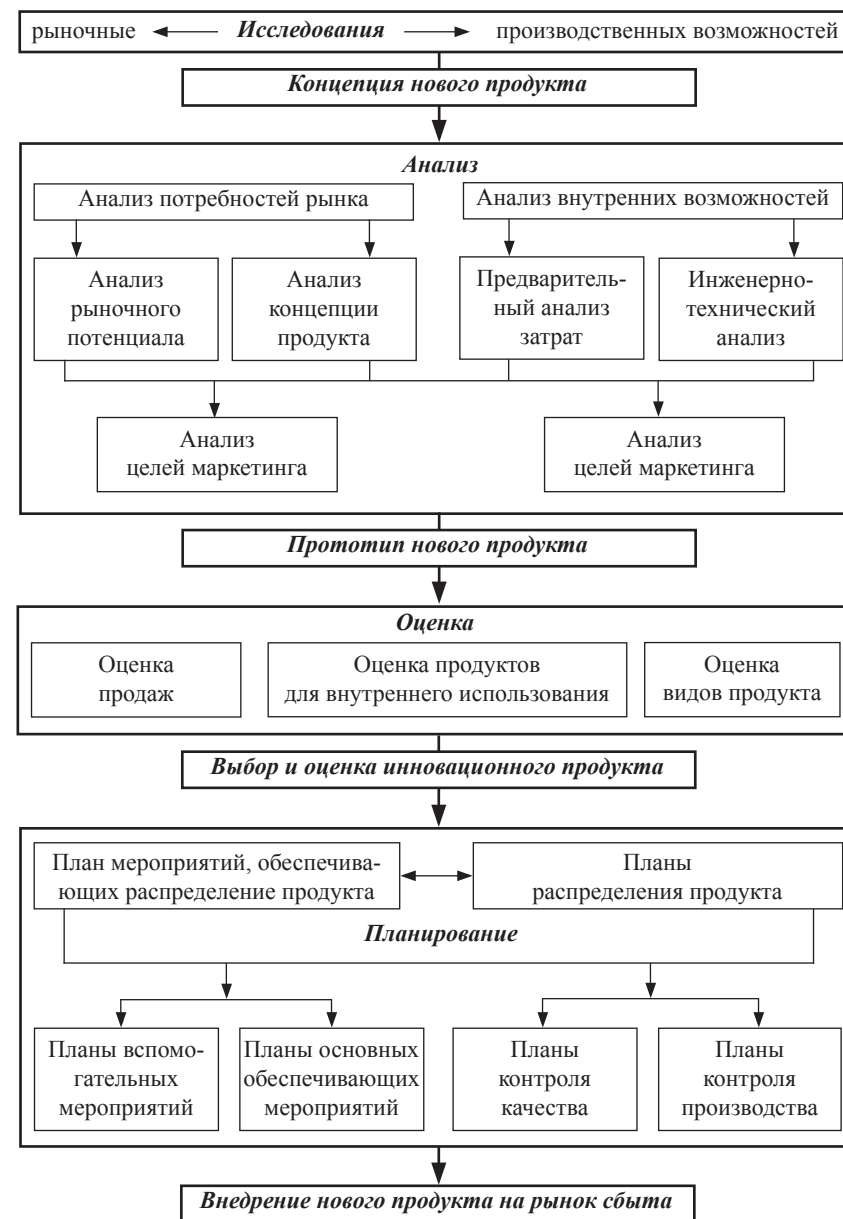 рыночные Исследования производственных возможностей
Концепция нового продукта
Анализ
Анализ потребностей рынка
Анализ внутренних возможностей
Анализ
рыночного
потенциала
Анализ
концепции
продукта
Предваритель-
ный анализ
затрат
Инженерно-
технический
анализ
Анализ
целей маркетинга
Анализ
целей маркетинга
Прототип нового продукта
Оценка
Оценка
продаж
Оценка продуктов
для внутреннего использования
Оценка
видов продукта
Выбор и оценка инновационного продукта
План мероприятий, обеспечива-
ющих распределение продукта
Планы
распределения продукта
Планирование
Планы вспомо-
гательных
мероприятий
Планы основных
обеспечивающих
мероприятий
Планы
контроля
качества
Планы
контроля
производства
Внедрение нового продукта на рынок сбыта